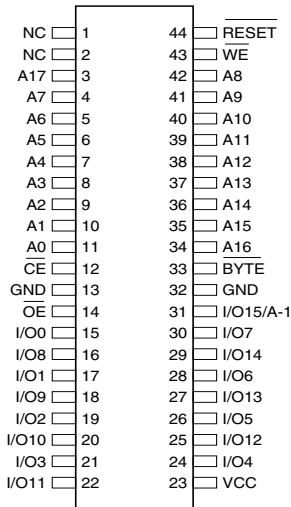 NC 1 44 RESET
NC 2 43 WE
A17 3 42 A8
A7 4 41 A9
A6 5 40 A10
A5 6 39 A11
A4 7 38 A12
A3 8 37 A13
A2 9 36 A14
A1 10 35 A15
A0 11 34 A16
CE 12 33 BYTE
GND 13 32 GND
OE 14 31 I/O15/A-1
I/O0 15 30 I/O7
I/O8 16 29 I/O14
I/O1 17 28 I/O6
I/O9 18 27 I/O13
I/O2 19 26 I/O5
I/O10 20 25 I/O12
I/O3 21 24 I/O4
I/O11 22 23 VCC